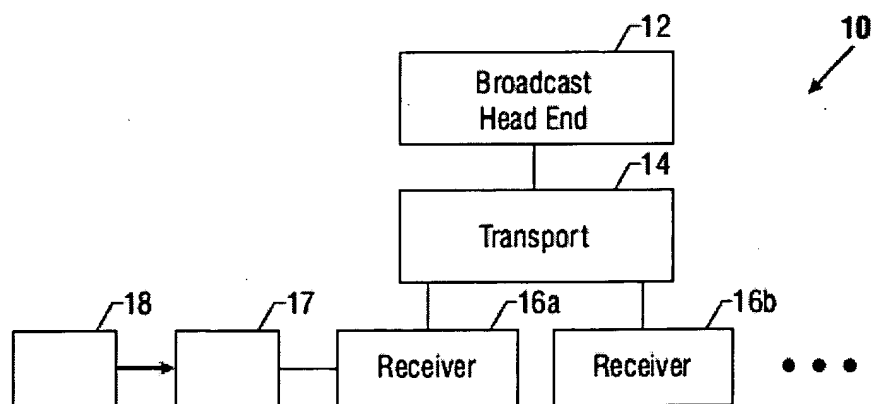 12
10
Broadcast
Head End
14
Transport
18
17
16a
16b
Receiver
Receiver